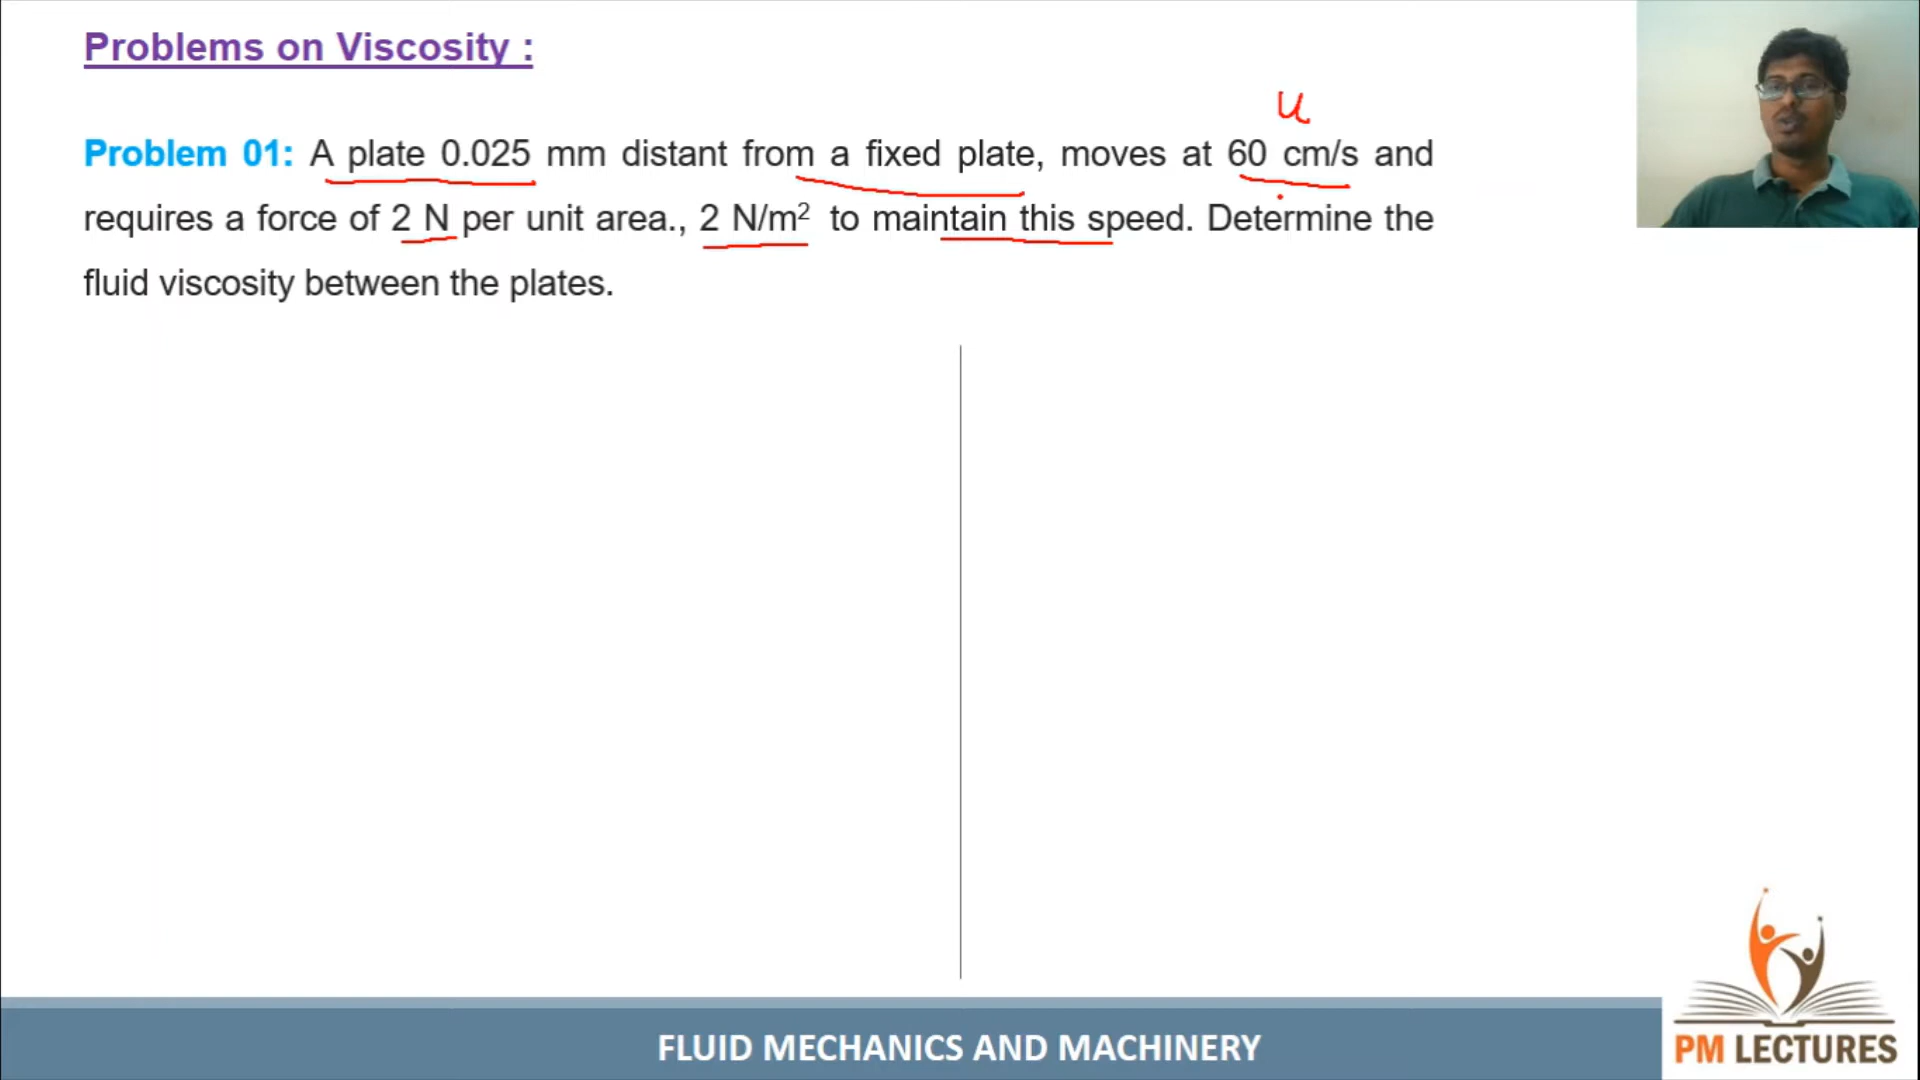 Problems on Viscosity :
u
Problem 01: A plate 0.025 mm distant from a fixed plate, moves at 60 cm/s and
requires a force of 2 N per unit area., 2 N/m² to maintain this speed. Determine the
fluid viscosity between the plates.
FLUID MECHANICS AND MACHINERY
PM LECTURES